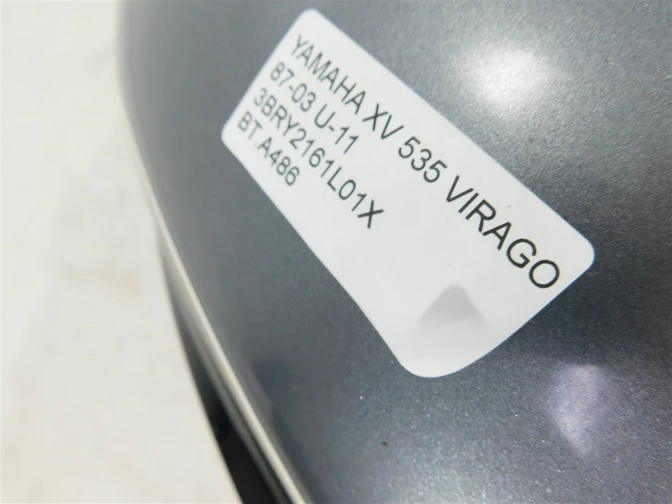 YAMAHA XV 535 VIRAGO
87-03 U-11
3BRY2161L01X
BT.A486